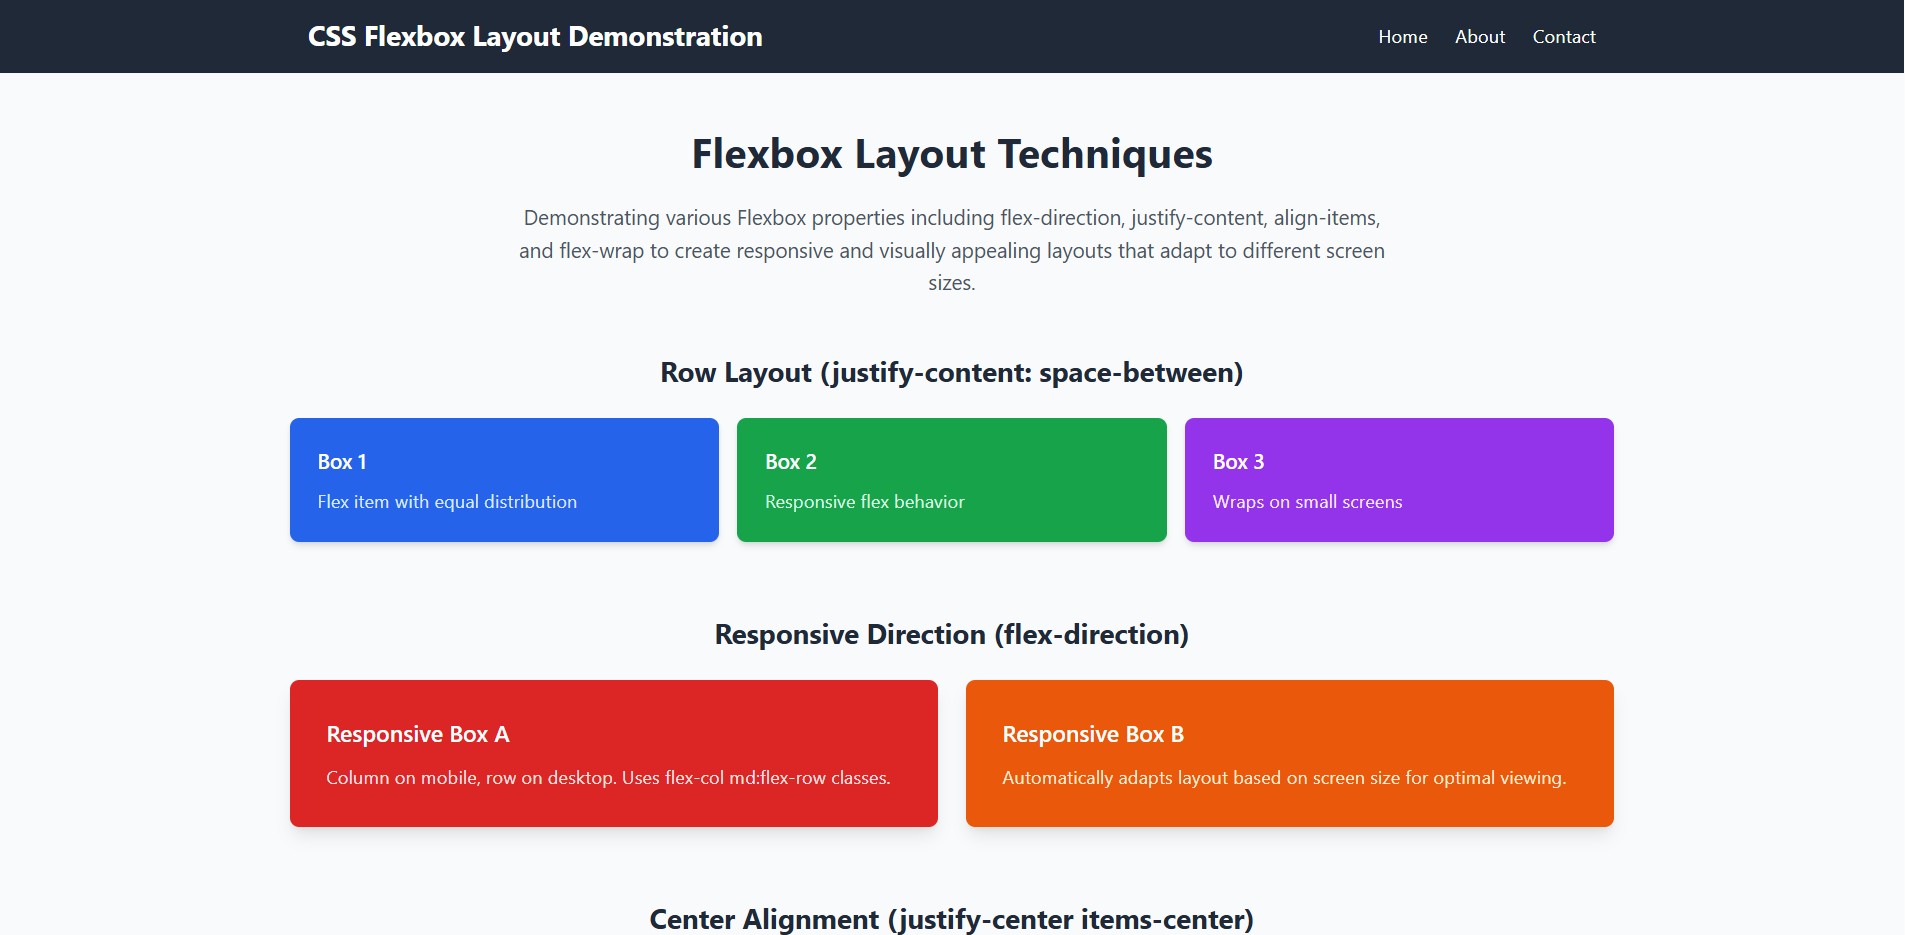 CSS Flexbox Layout Demonstration
Home About Contact
Flexbox Layout Techniques
Demonstrating various Flexbox properties including flex-direction, justify-content, align-items,
and flex-wrap to create responsive and visually appealing layouts that adapt to different screen
sizes.
Row Layout (justify-content: space-between)
Box 1
Flex item with equal distribution
Box 2
Responsive flex behavior
Box 3
Wraps on small screens
Responsive Direction (flex-direction)
Responsive Box A
Column on mobile, row on desktop. Uses flex-col md:flex-row classes.
Responsive Box B
Automatically adapts layout based on screen size for optimal viewing.
Center Alignment (justify-center items-center)